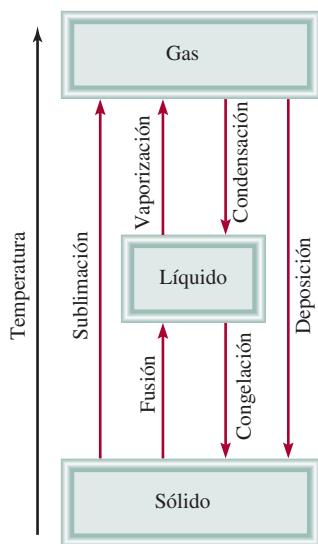 Gas
Temperatura
Sublimación
Vaporización
Condensación
Deposición
Líquido
Fusión
Congelación
Sólido